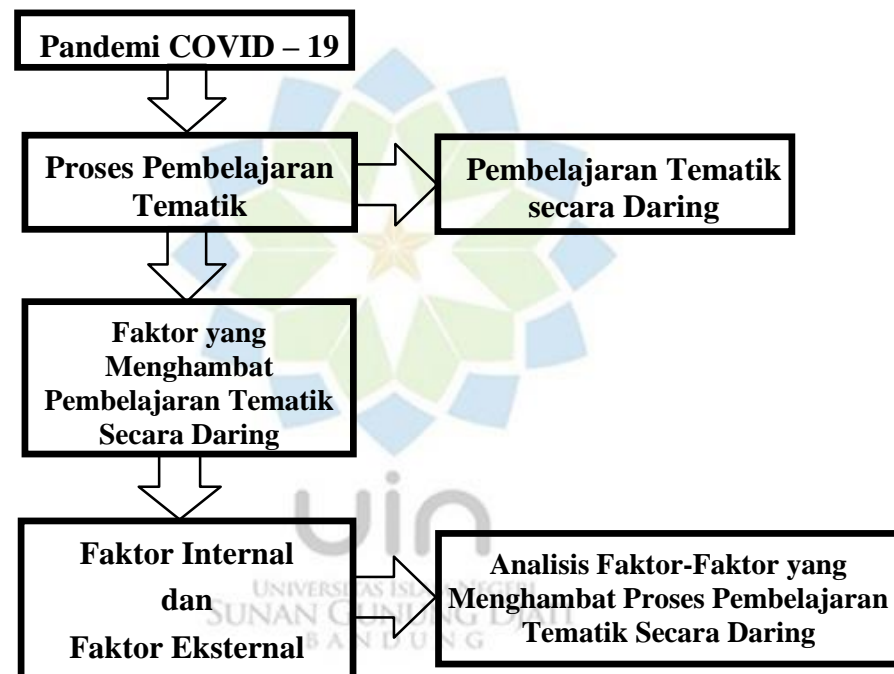 Pandemi COVID – 19
Proses Pembelajaran
Tematik
Pembelajaran Tematik
secara Daring
Faktor yang
Menghambat
Pembelajaran Tematik
Secara Daring
Faktor Internal
dan
Faktor Eksternal
Analisis Faktor-Faktor yang
Menghambat Proses Pembelajaran
Tematik Secara Daring
uin
UNIVERSITAS ISLAM NEGERI
SUNAN GUNUNG DJATI
BANDUNG